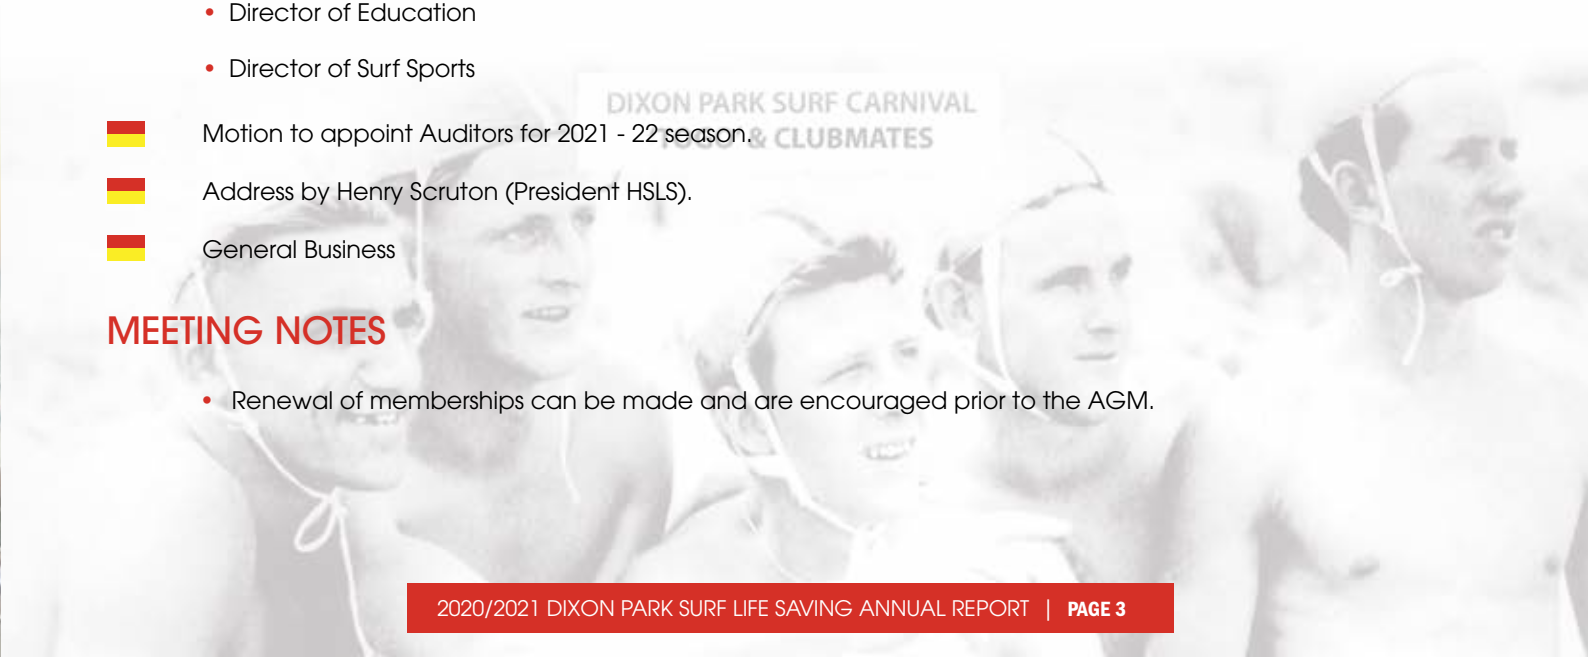 • Director of Education
• Director of Surf Sports
DIXON PARK SURF CARNIVAL
& CLUBMATES
Motion to appoint Auditors for 2021 - 22 season.
Address by Henry Scruton (President HSLS).
General Business
MEETING NOTES
• Renewal of memberships can be made and are encouraged prior to the AGM.
2020/2021 DIXON PARK SURF LIFE SAVING ANNUAL REPORT | PAGE 3